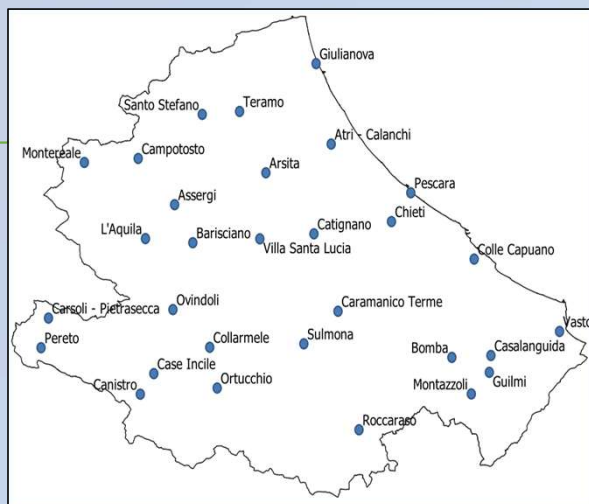 Giulianova
Santo Stefano
Teramo
Atri - Calanchi
Montereale
Campotosto
Arsita
Pescara
Assergi
Chieti
L'Aquila
Barisciano
Villa Santa Lucia
Catignano
Colle Capuano
Carsoli - Pietrasecca
Ovindoli
Caramanico Terme
Vasto
Pereto
Collarmele
Sulmona
Bomba
Casalanguida
Case Incile
Guilmi
Canistro
Ortucchio
Montazzoli
Roccaraso